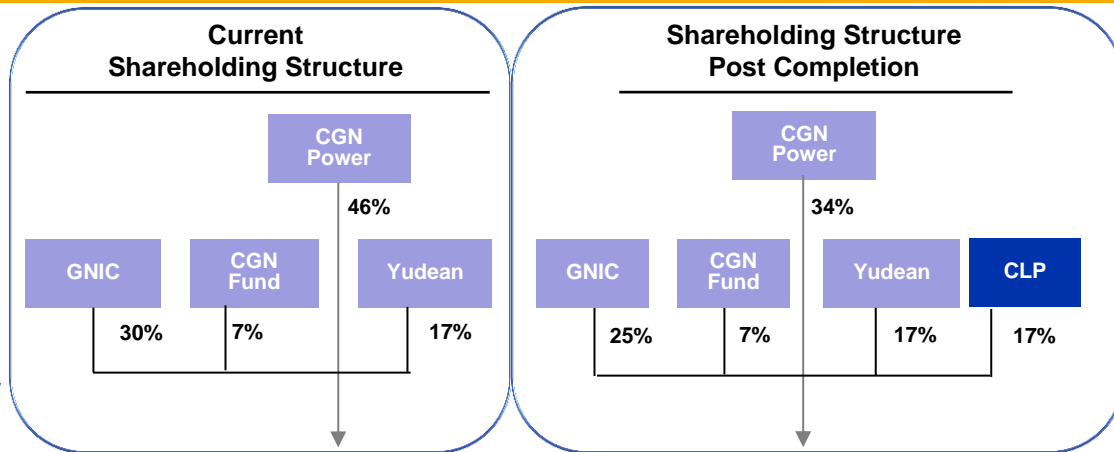 Current
Shareholding Structure
CGN
Power
46%
GNIC
CGN
Fund
Yudean
30%
7%
17%
Shareholding Structure
Post Completion
CGN
Power
34%
GNIC
CGN
Fund
Yudean
CLP
25%
7%
17%
17%